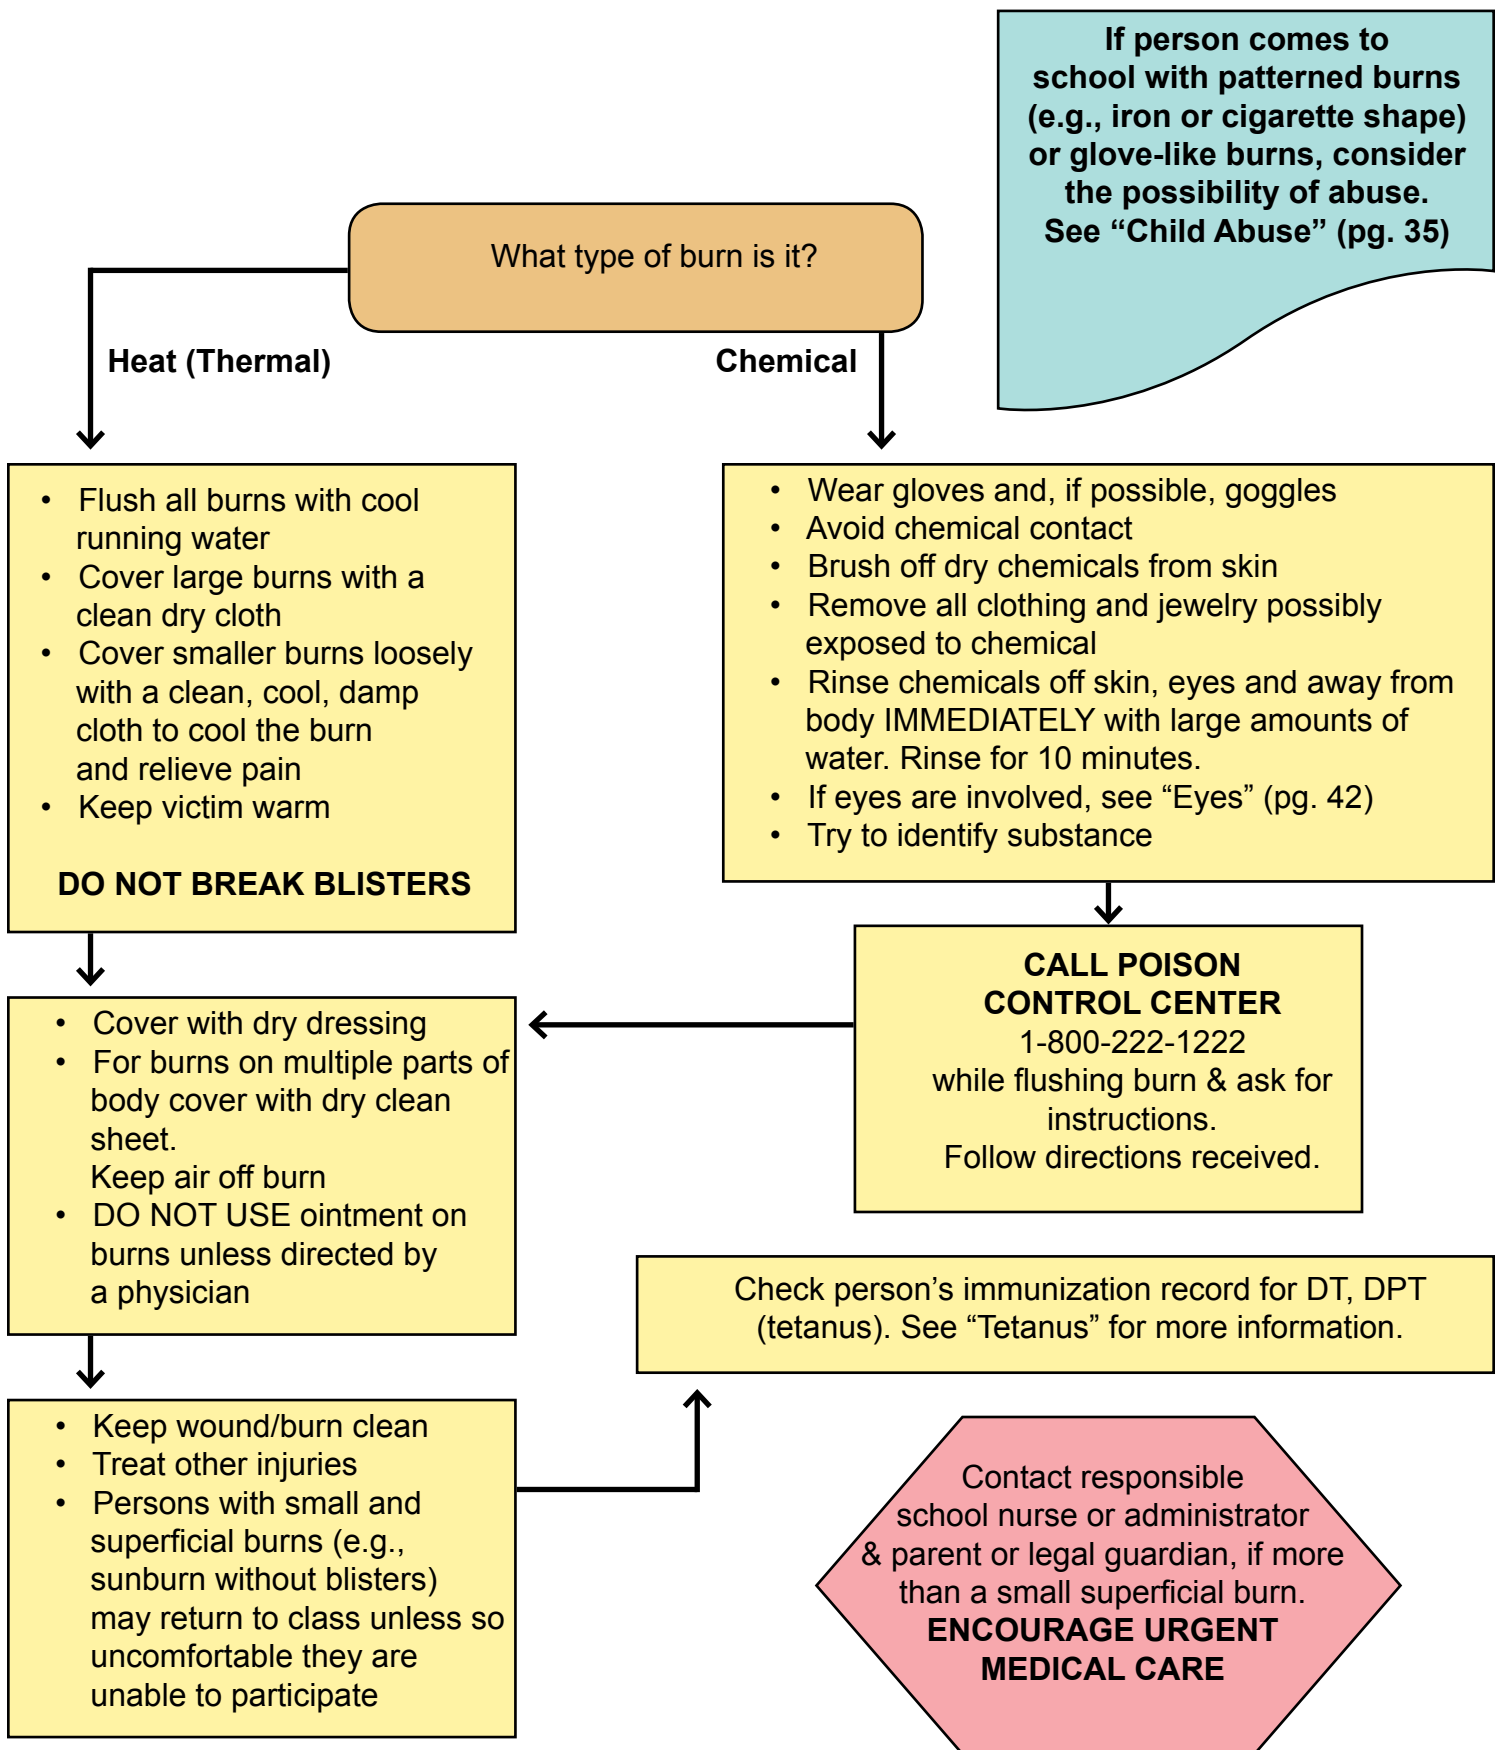 If person comes to
school with patterned burns
(e.g., iron or cigarette shape)
or glove-like burns, consider
the possibility of abuse.
See “Child Abuse” (pg. 35)
What type of burn is it?
Heat (Thermal)
Chemical
• Flush all burns with cool
running water
• Cover large burns with a
clean dry cloth
• Cover smaller burns loosely
with a clean, cool, damp
cloth to cool the burn
and relieve pain
• Keep victim warm
DO NOT BREAK BLISTERS
• Wear gloves and, if possible, goggles
• Avoid chemical contact
• Brush off dry chemicals from skin
• Remove all clothing and jewelry possibly
exposed to chemical
• Rinse chemicals off skin, eyes and away from
body IMMEDIATELY with large amounts of
water. Rinse for 10 minutes.
• If eyes are involved, see “Eyes” (pg. 42)
• Try to identify substance
CALL POISON
CONTROL CENTER
1-800-222-1222
while flushing burn & ask for
instructions.
Follow directions received.
• Cover with dry dressing
• For burns on multiple parts of
body cover with dry clean
sheet.
Keep air off burn
• DO NOT USE ointment on
burns unless directed by
a physician
• Keep wound/burn clean
• Treat other injuries
• Persons with small and
superficial burns (e.g.,
sunburn without blisters)
may return to class unless so
uncomfortable they are
unable to participate
Check person’s immunization record for DT, DPT
(tetanus). See “Tetanus” for more information.
Contact responsible
school nurse or administrator
& parent or legal guardian, if more
than a small superficial burn.
ENCOURAGE URGENT
MEDICAL CARE